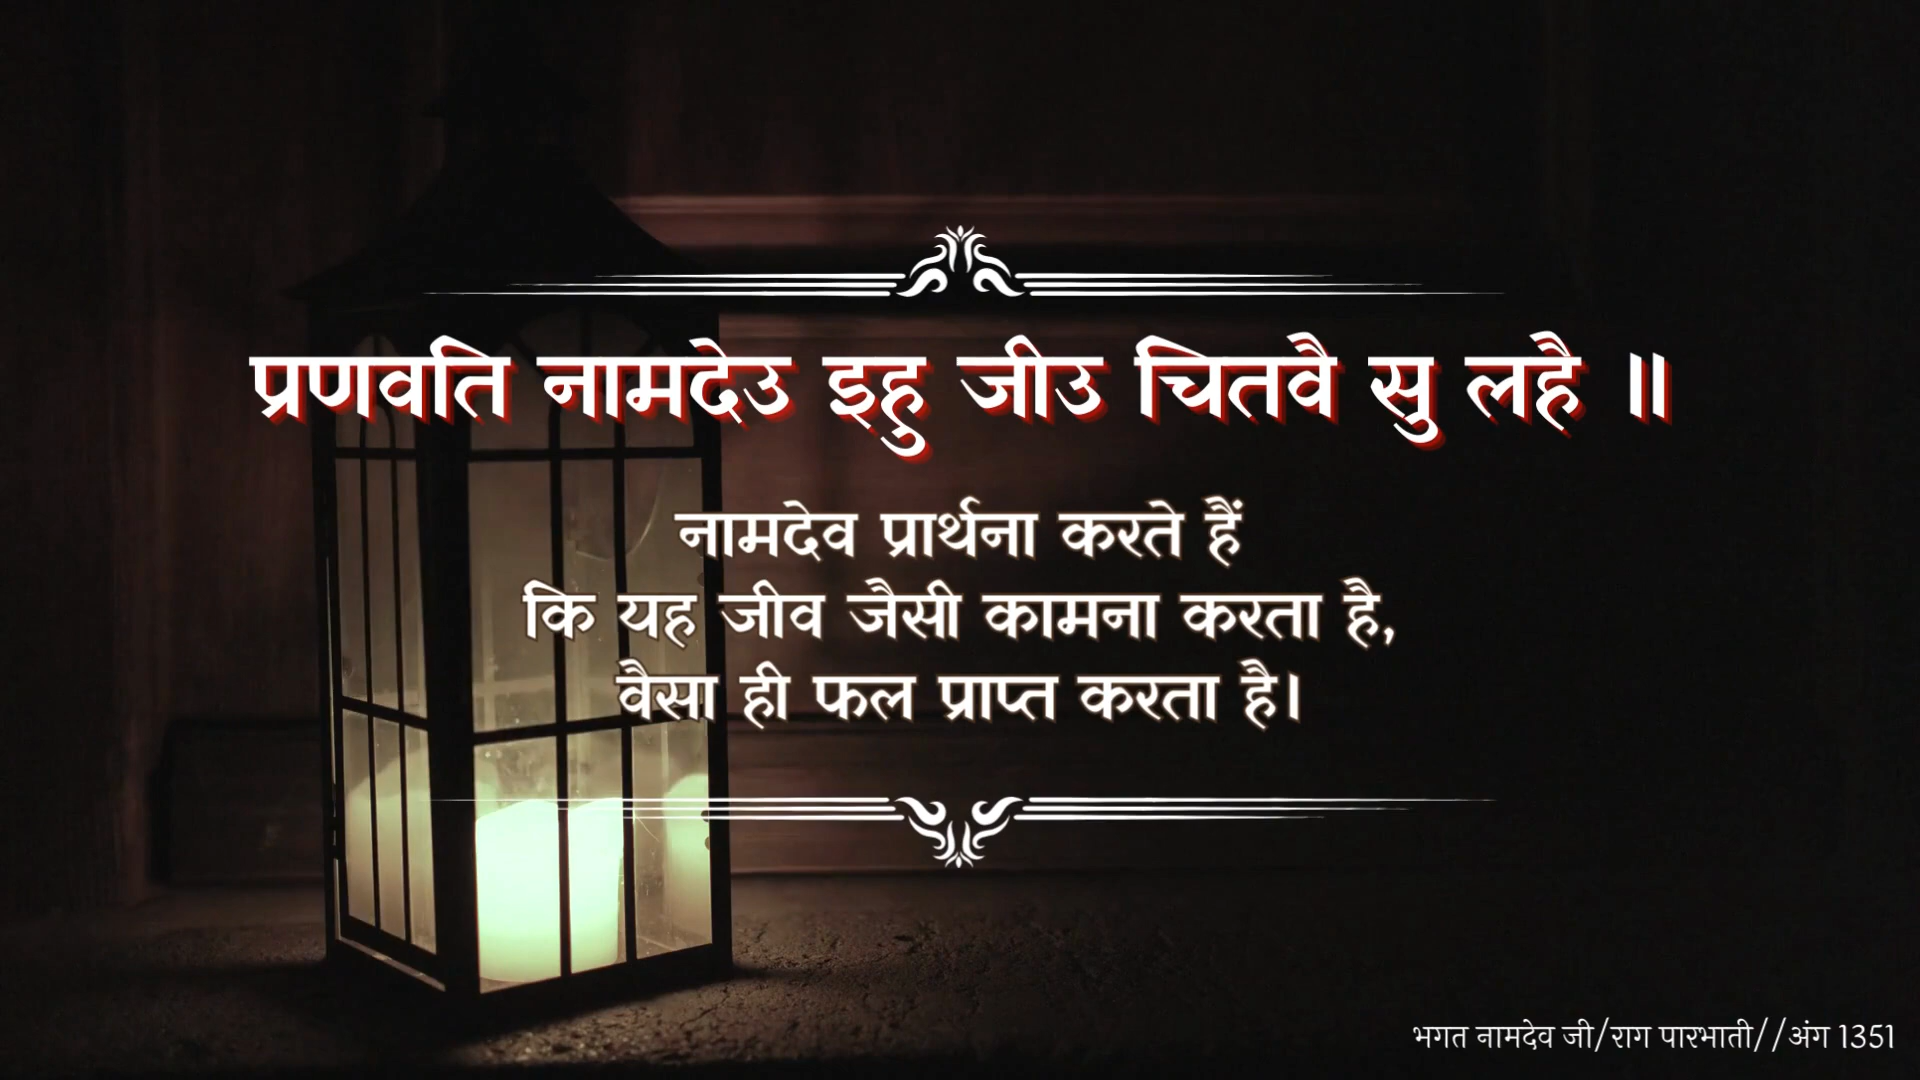 प्रणवति नामदेउ इहु जीउ चितवै सु लहै ॥
नामदेव प्रार्थना करते हैं
कि यह जीव जैसी कामना करता है,
वैसा ही फल प्राप्त करता है।
भगत नामदेव जी/राग पारभाती//अंग 1351